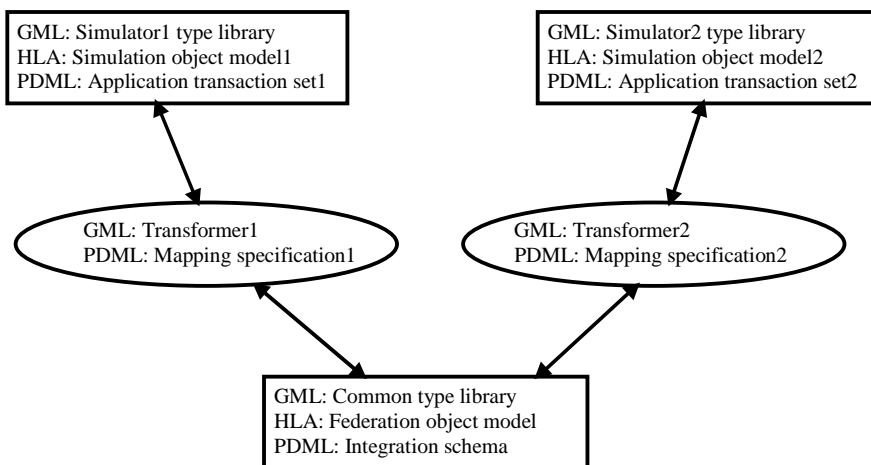 GML: Simulator1 type library
HLA: Simulation object model1
PDML: Application transaction set1
GML: Simulator2 type library
HLA: Simulation object model2
PDML: Application transaction set2
GML: Transformer1
PDML: Mapping specification1
GML: Transformer2
PDML: Mapping specification2
GML: Common type library
HLA: Federation object model
PDML: Integration schema